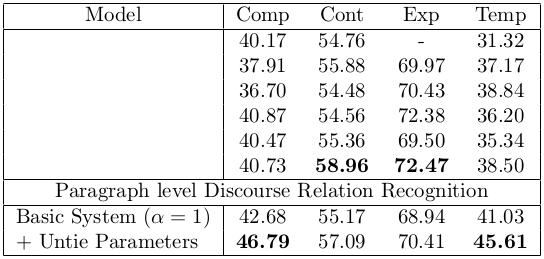 Model Comp Cont Exp Temp
40.17 54.76 - 31.32
37.91 55.88 69.97 37.17
36.70 54.48 70.43 38.84
40.87 54.56 72.38 36.20
40.47 55.36 69.50 35.34
40.73 58.96 72.47 38.50
Paragraph level Discourse Relation Recognition
Basic System (α = 1) 42.68 55.17 68.94 41.03
+ Untie Parameters 46.79 57.09 70.41 45.61